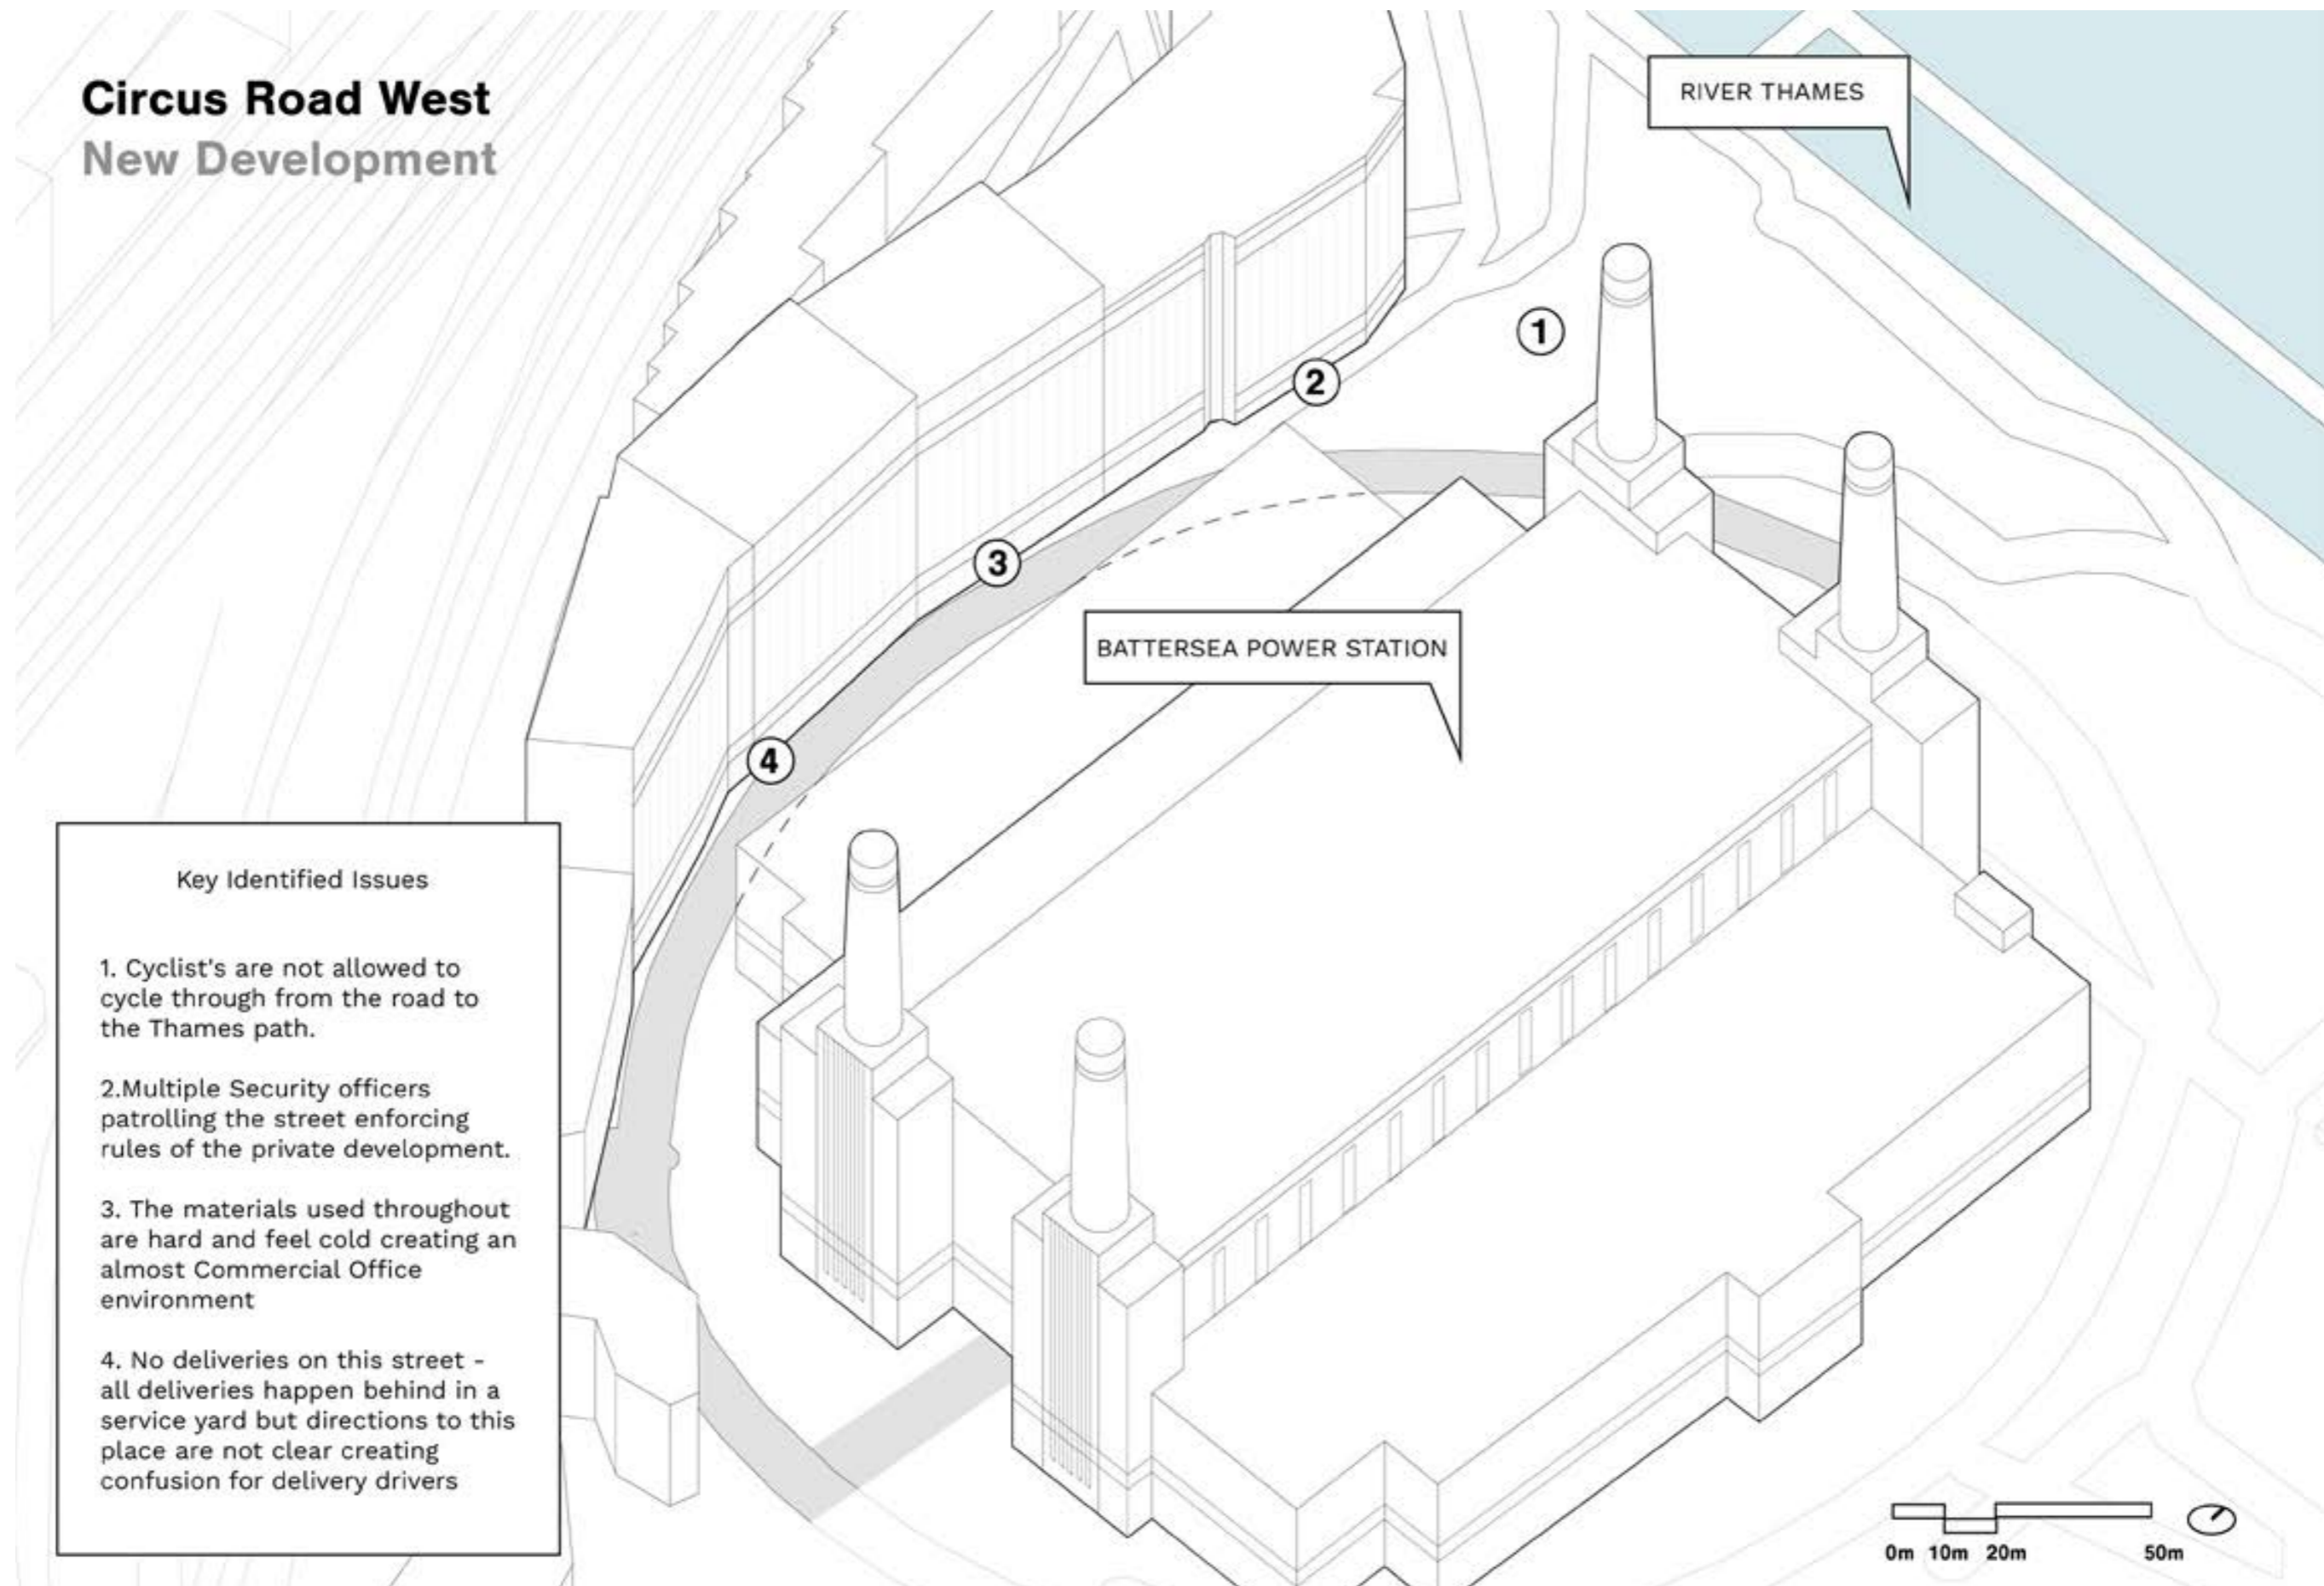 Circus Road West
New Development
RIVER THAMES
1
2
3
BATTERSEA POWER STATION
4
Key Identified Issues
1. Cyclist's are not allowed to
cycle through from the road to
the Thames path.
2.Multiple Security officers
patrolling the street enforcing
rules of the private development.
3. The materials used throughout
are hard and feel cold creating an
almost Commercial Office
environment
4. No deliveries on this street -
all deliveries happen behind in a
service yard but directions to this
place are not clear creating
confusion for delivery drivers
0m 10m 20m 50m